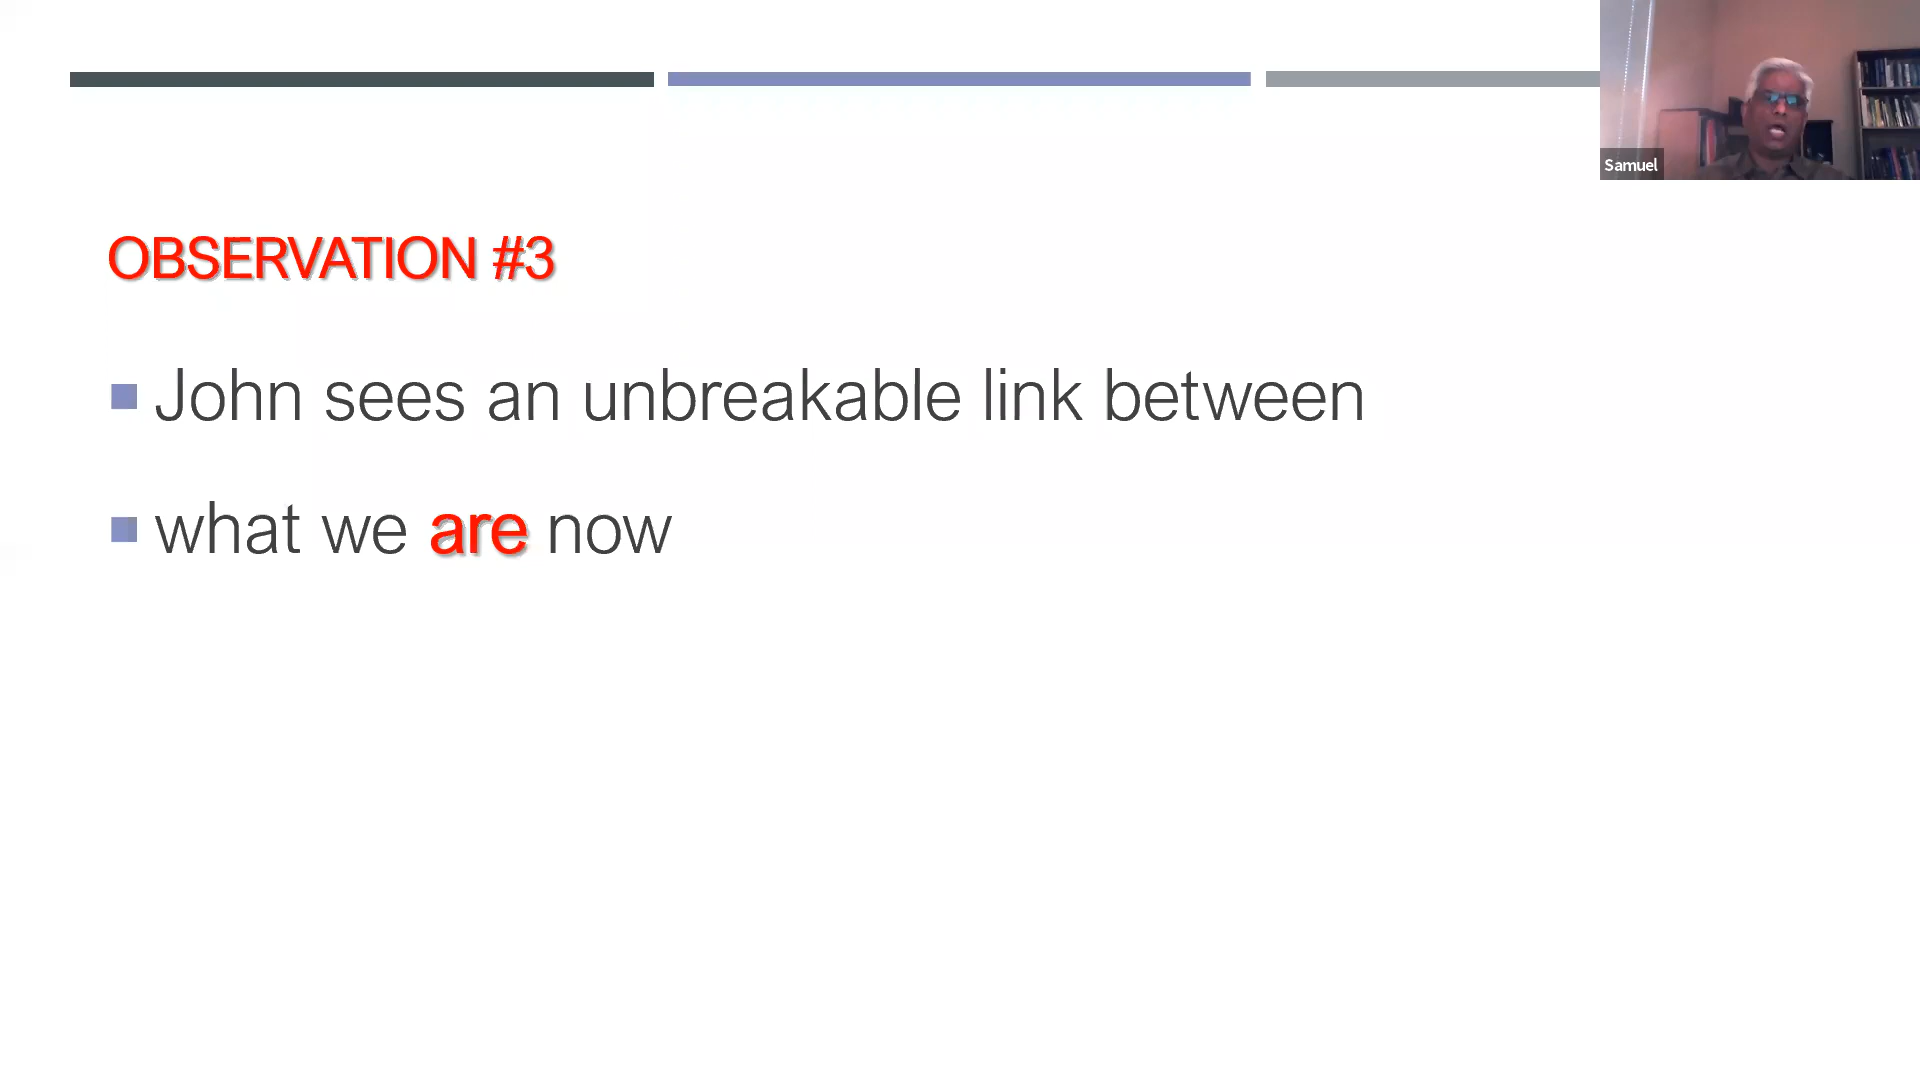 Samuel
OBSERVATION #3
John sees an unbreakable link between
what we are now